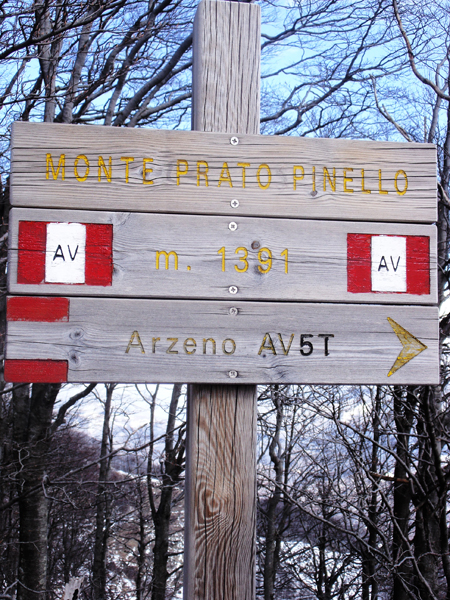 MONTE PRATO PINELLO
AV m. 1391 AV
Arzeno AV5T